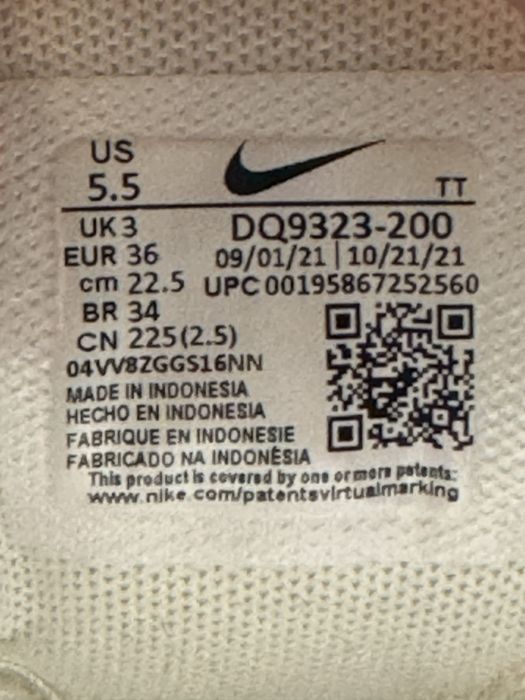 US
5.5
TT
UK 3
EUR 36
cm 22.5
BR 34
CN 225(2.5)
DQ9323-200
09/01/21 | 10/21/21
UPC 00195867252560
04VV8ZGGS16NN
MADE IN INDONESIA
HECHO EN INDONESIA
FABRIQUE EN INDONESIE
FABRICADO NA INDONÉSIA
This product is covered by one or more patents:
www.nike.com/patentsvirtualmarking